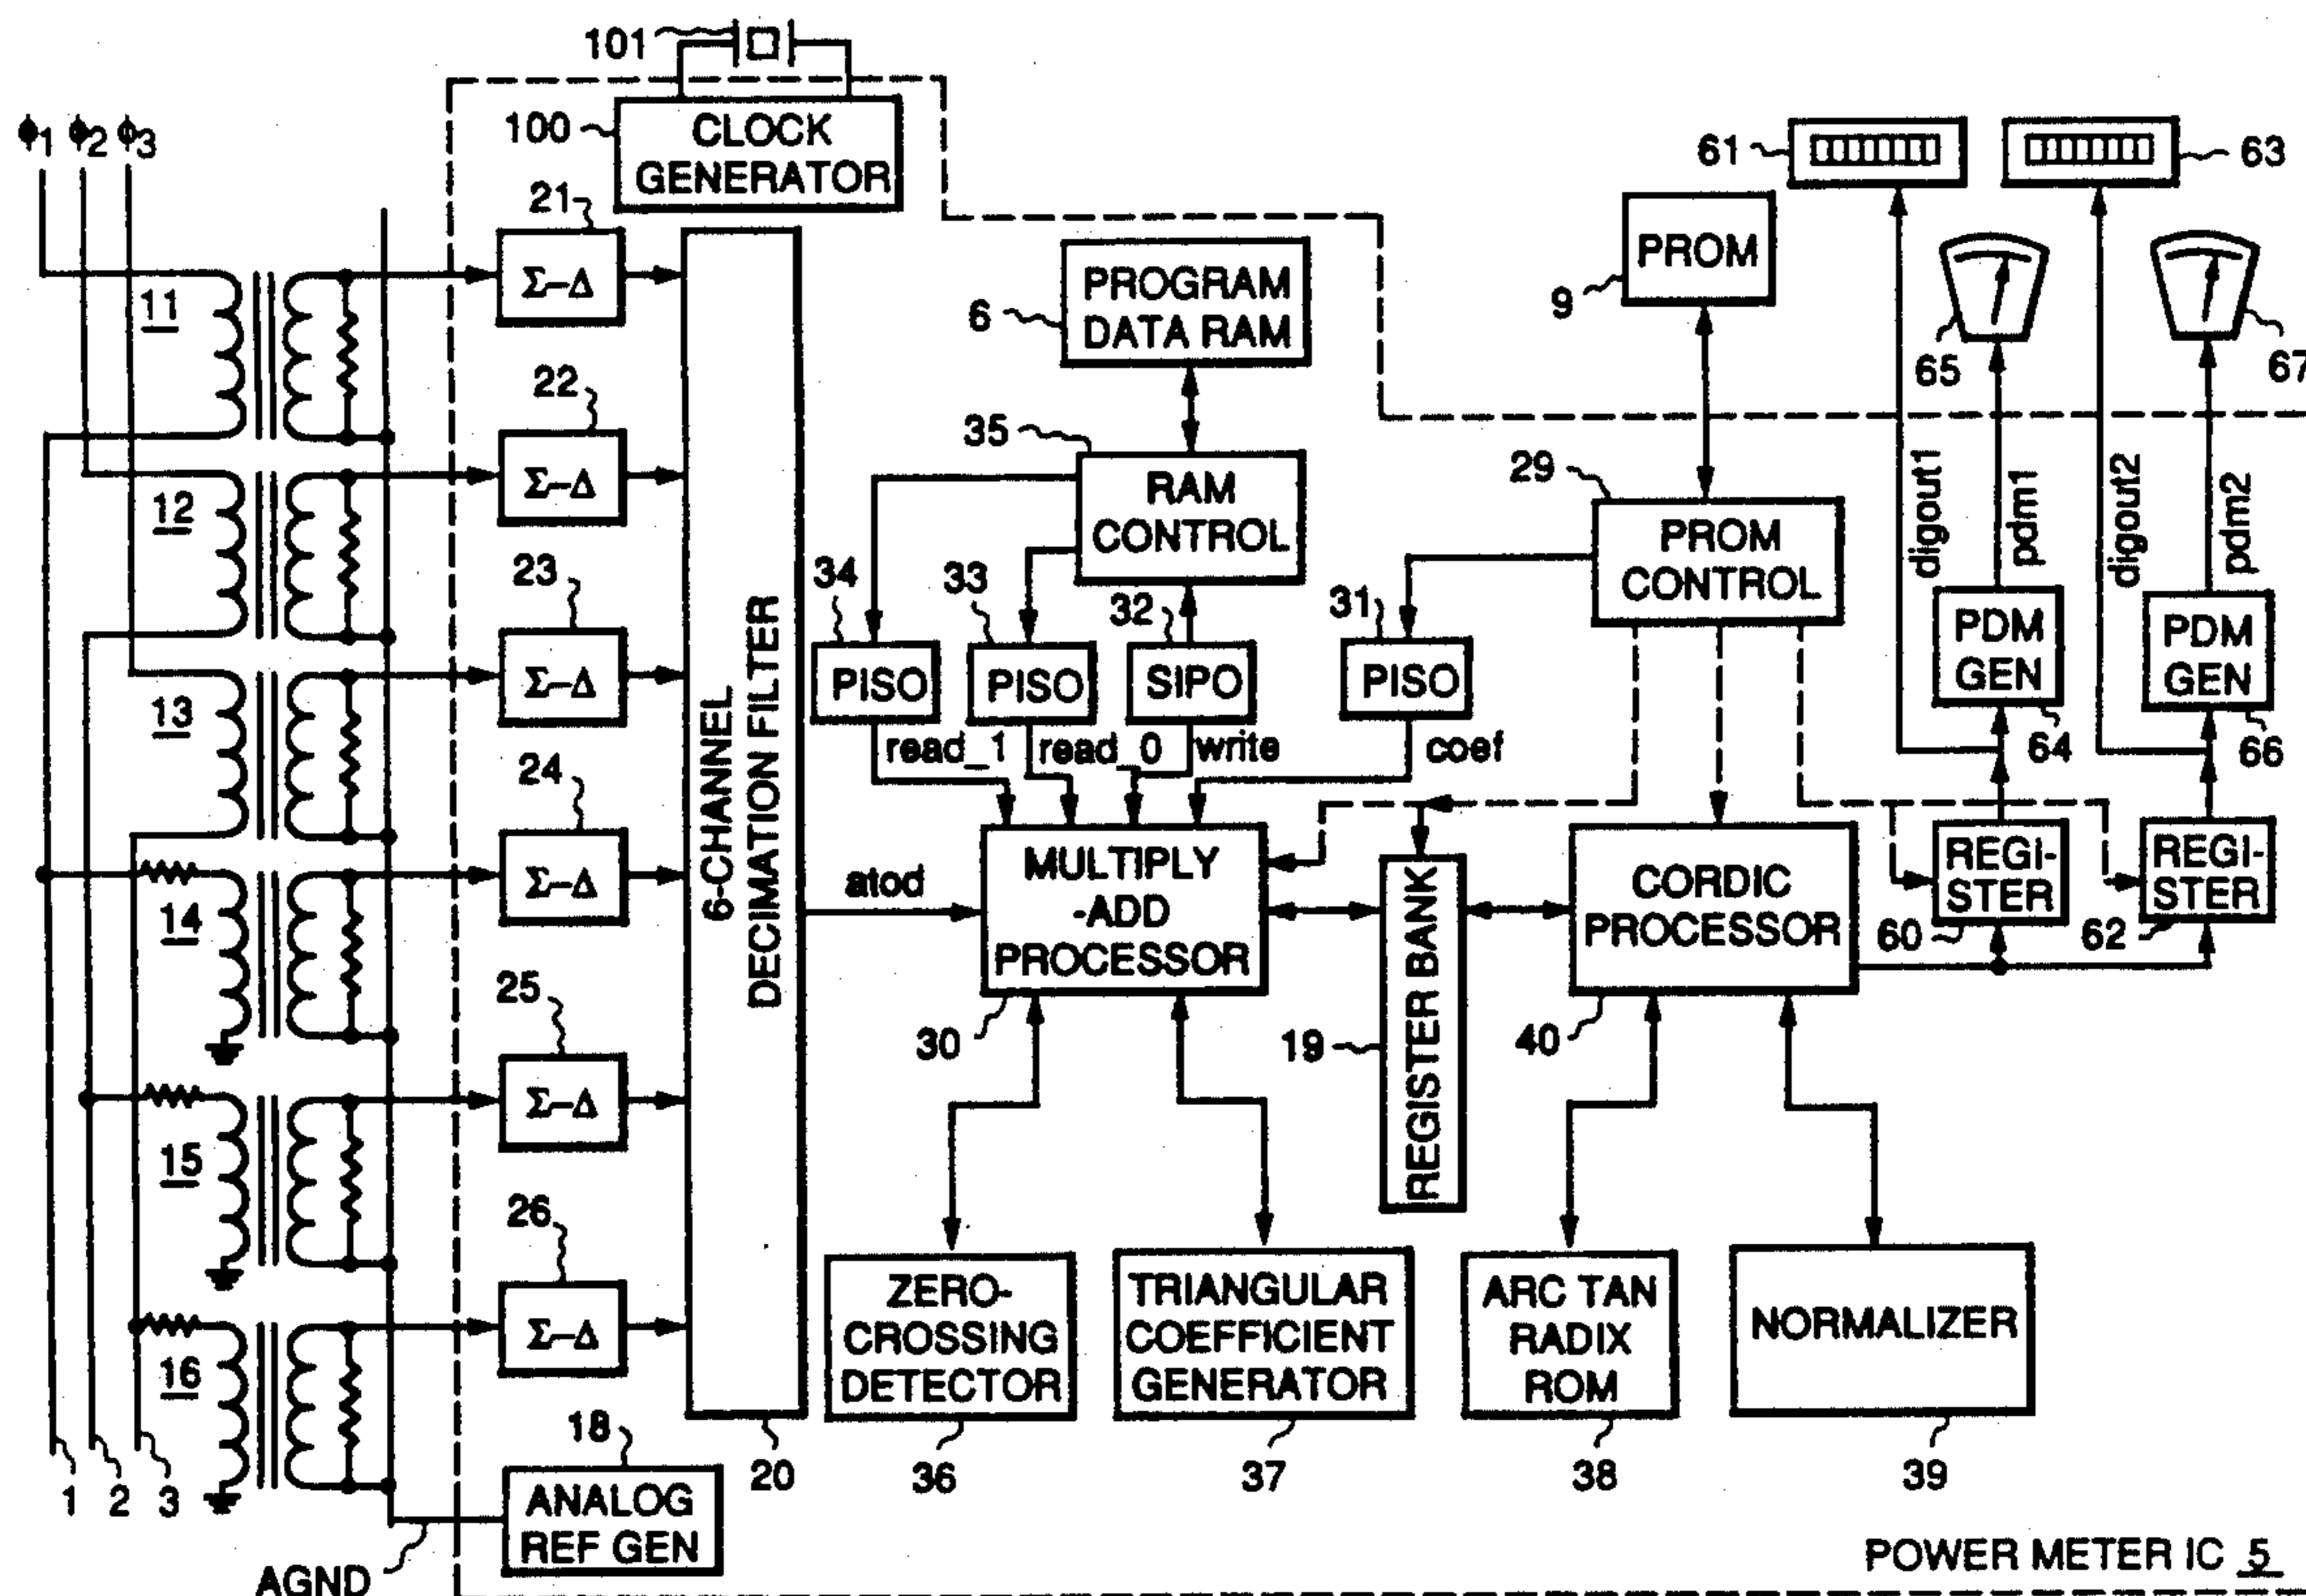 101
100
CLOCK
GENERATOR
ϕ1 ϕ2 ϕ3
61
63
PROM
9
65
67
PROGRAM
DATA RAM
6
21
Σ–Δ
11
22
Σ–Δ
12
23
Σ–Δ
13
24
Σ–Δ
14
25
Σ–Δ
15
26
Σ–Δ
16
1 2 3
18
ANALOG
REF GEN
AGND
6-CHANNEL
DECIMATION FILTER
20
35
RAM
CONTROL
29
PROM
CONTROL
digout1
pdm1
digout2
pdm2
34
PISO
33
PISO
32
SIPO
31
PISO
PDM
GEN
64
PDM
GEN
66
read_1
read_0
write
coef
atod
MULTIPLY
-ADD
PROCESSOR
30
REGISTER BANK
19
CORDIC
PROCESSOR
40
REGI-
STER
60
REGI-
STER
62
ZERO-
CROSSING
DETECTOR
36
TRIANGULAR
COEFFICIENT
GENERATOR
37
ARC TAN
RADIX
ROM
38
NORMALIZER
39
POWER METER IC 5